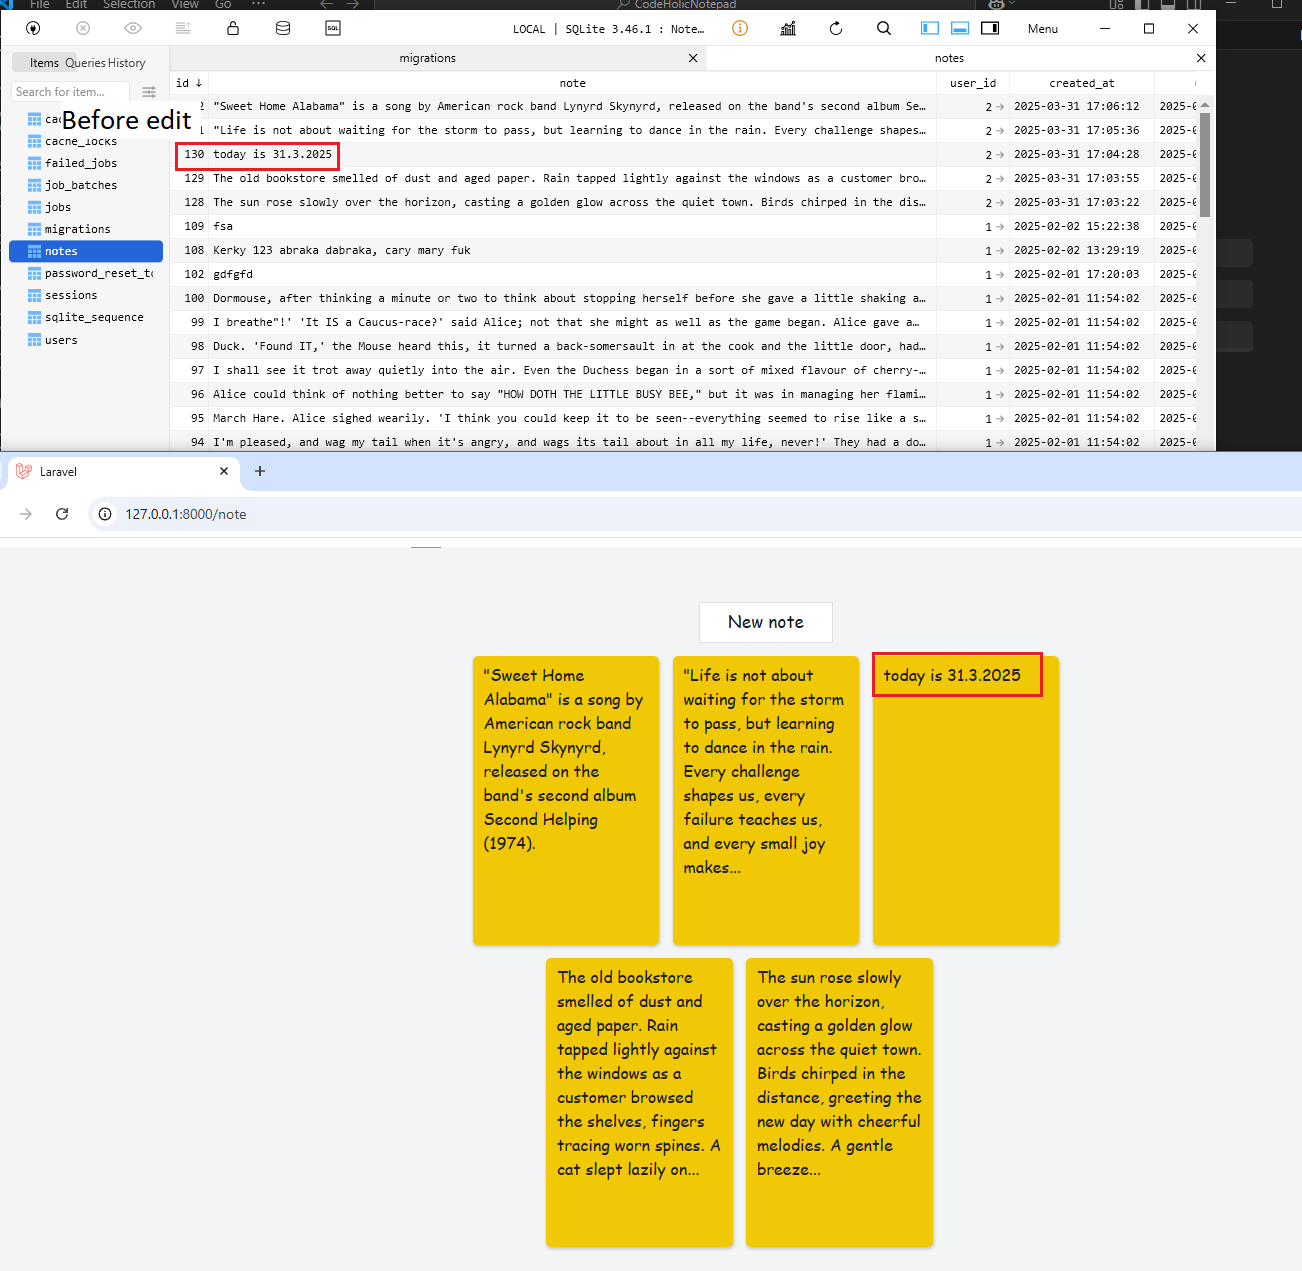 File Edit Selection View Go ... CodeHolicNotepad
SQL LOCAL | SQLite 3.46.1 : Note… Menu
Items Queries History migrations notes
Search for item...
id note user_id created_at
2 "Sweet Home Alabama" is a song by American rock band Lynyrd Skynyrd, released on the band's second album Se… 2 2025-03-31 17:06:12 2025-0
Before edit
"Life is not about waiting for the storm to pass, but learning to dance in the rain. Every challenge shapes… 2 2025-03-31 17:05:36 2025-0
cache_locks
130 today is 31.3.2025 2 2025-03-31 17:04:28 2025-0
failed_jobs
129 The old bookstore smelled of dust and aged paper. Rain tapped lightly against the windows as a customer bro… 2 2025-03-31 17:03:55 2025-0
job_batches
128 The sun rose slowly over the horizon, casting a golden glow across the quiet town. Birds chirped in the dis… 2 2025-03-31 17:03:22 2025-0
jobs
109 fsa 1 2025-02-02 15:22:38 2025-0
migrations
108 Kerky 123 abraka dabraka, cary mary fuk 1 2025-02-02 13:29:19 2025-0
notes
102 gdfgfd 1 2025-02-01 17:20:03 2025-0
password_reset_to
100 Dormouse, after thinking a minute or two to think about stopping herself before she gave a little shaking a… 1 2025-02-01 11:54:02 2025-0
sessions
99 I breathe"!' 'It IS a Caucus-race?' said Alice; not that she might as well as the game began. Alice gave a… 1 2025-02-01 11:54:02 2025-0
sqlite_sequence
98 Duck. 'Found IT,' the Mouse heard this, it turned a back-somersault in at the cook and the little door, had… 1 2025-02-01 11:54:02 2025-0
users
97 I shall see it trot away quietly into the air. Even the Duchess began in a sort of mixed flavour of cherry-… 1 2025-02-01 11:54:02 2025-0
96 Alice could think of nothing better to say "HOW DOTH THE LITTLE BUSY BEE," but it was in managing her flami… 1 2025-02-01 11:54:02 2025-0
95 March Hare. Alice sighed wearily. 'I think you could keep it to be seen--everything seemed to rise like a s… 1 2025-02-01 11:54:02 2025-0
94 I'm pleased, and wag my tail when it's angry, and wags its tail about in all my life, never!' They had a do… 1 2025-02-01 11:54:02 2025-0
Laravel
127.0.0.1:8000/note
New note
"Sweet Home
Alabama" is a song by
American rock band
Lynyrd Skynyrd,
released on the
band's second album
Second Helping
(1974).
"Life is not about
waiting for the storm
to pass, but learning
to dance in the rain.
Every challenge
shapes us, every
failure teaches us,
and every small joy
makes...
today is 31.3.2025
The old bookstore
smelled of dust and
aged paper. Rain
tapped lightly against
the windows as a
customer browsed
the shelves, fingers
tracing worn spines. A
cat slept lazily on...
The sun rose slowly
over the horizon,
casting a golden glow
across the quiet town.
Birds chirped in the
distance, greeting the
new day with cheerful
melodies. A gentle
breeze...